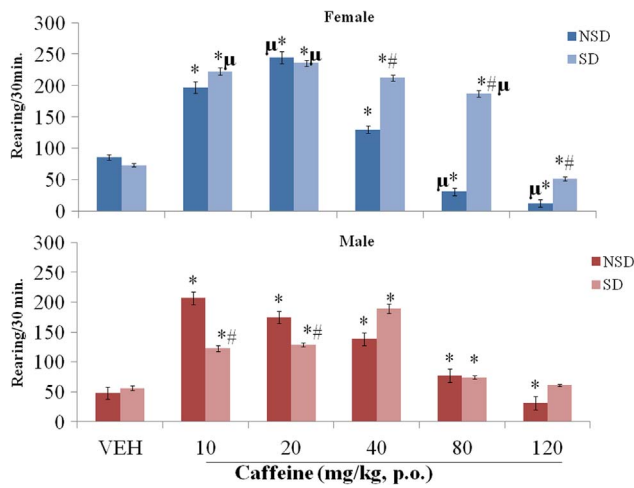 Female
300
250
200
150
100
50
0
Rearing/30min.
NSD
SD
* *µ
µ* *µ
* *#
µ* *#µ
µ* *#
Male
300
250
200
150
100
50
0
Rearing/30 min.
NSD
SD
* *#
* *#
* *
* *
*
VEH 10 20 40 80 120
Caffeine (mg/kg, p.o.)